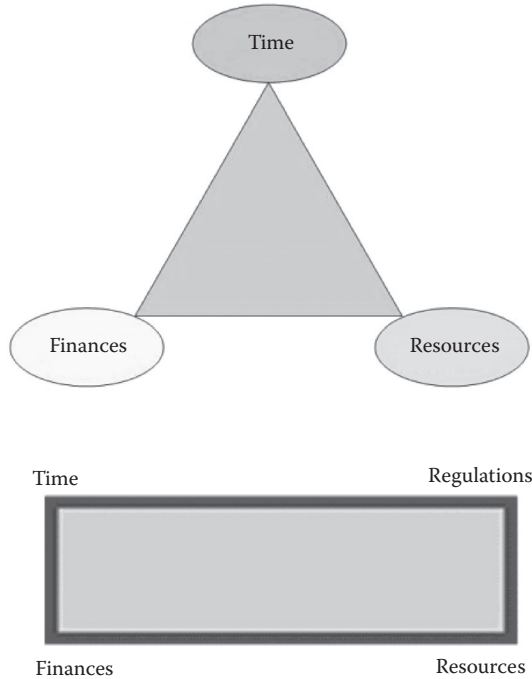 Time
Finances
Resources
Time
Regulations
Finances
Resources